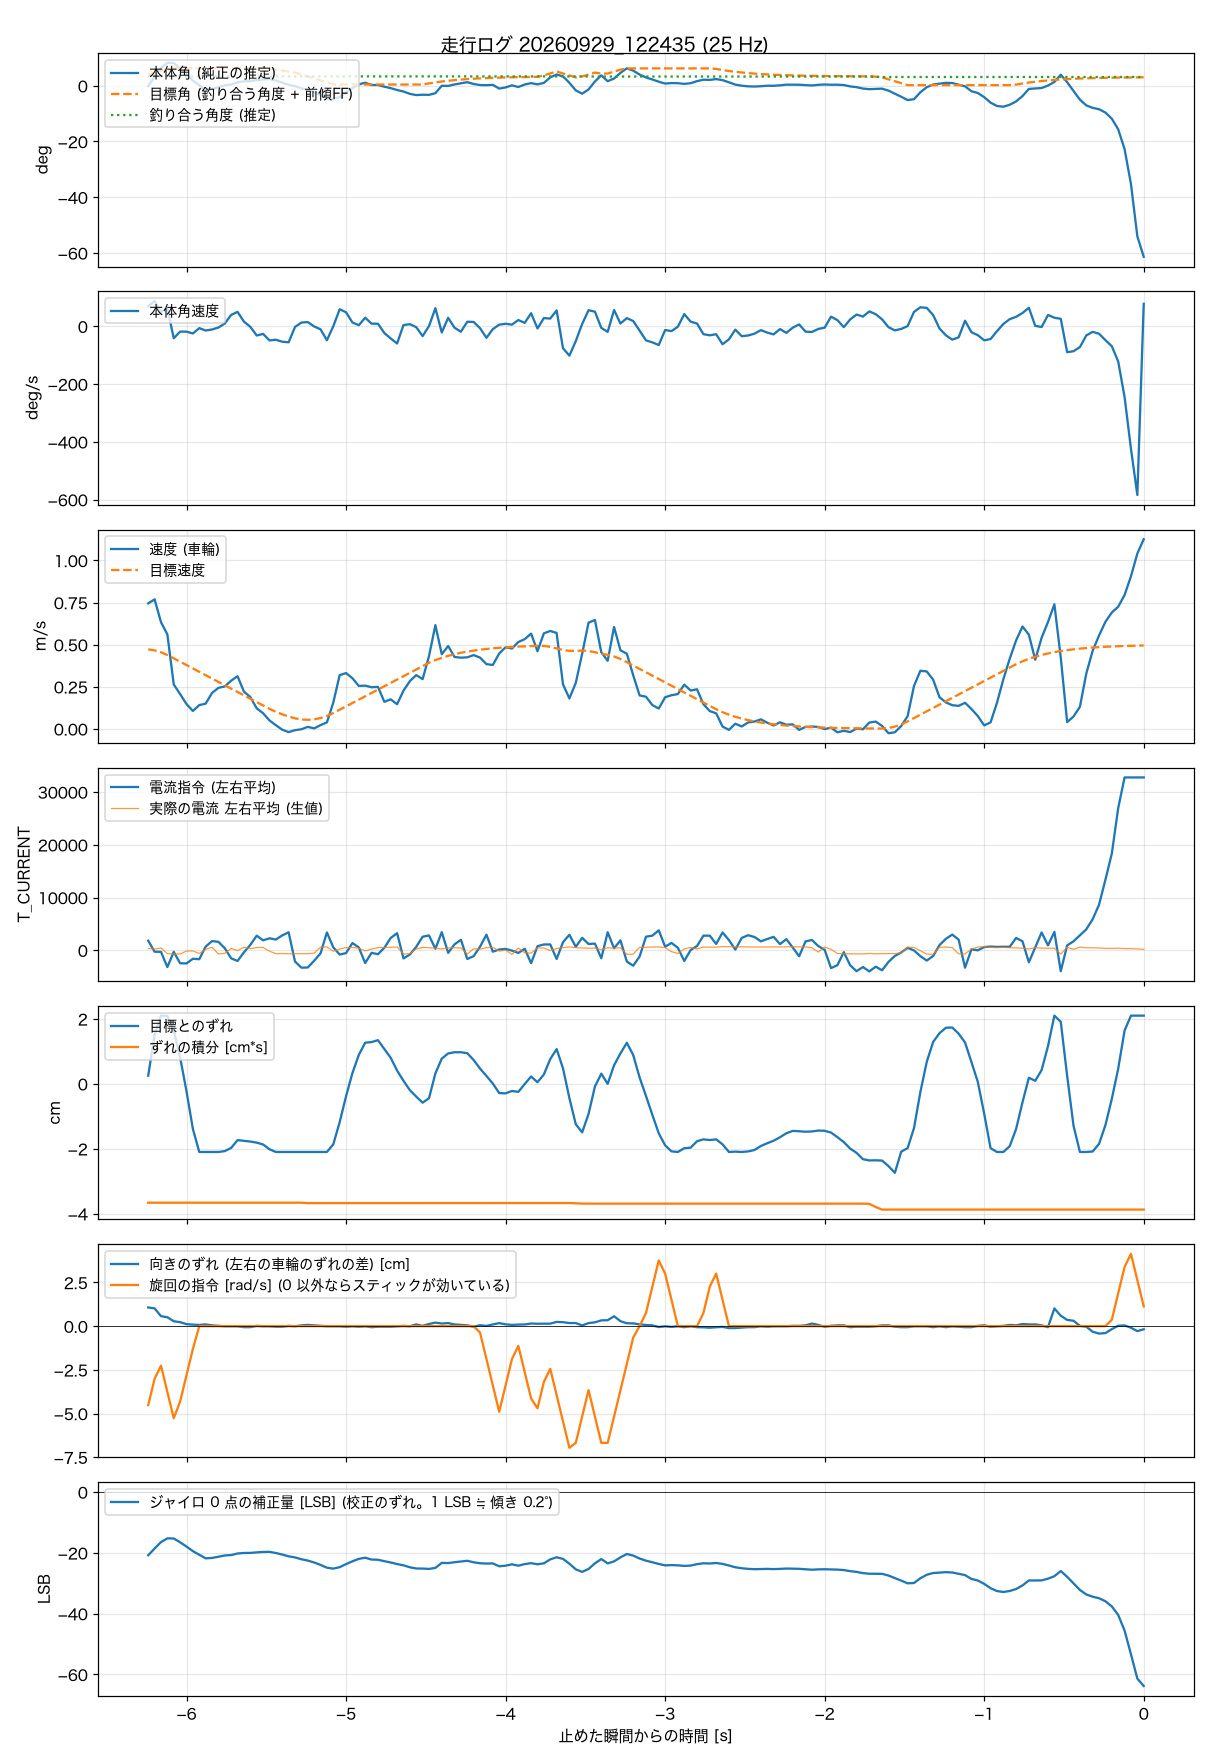 走行ログ 20260929_122435 (25 Hz)
本体角 (純正の推定)
目標角 (釣り合う角度 + 前傾FF)
釣り合う角度 (推定)
deg
0
−20
−40
−60
本体角速度
deg/s
0
−200
−400
−600
速度 (車輪)
目標速度
m/s
1.00
0.75
0.50
0.25
0.00
電流指令 (左右平均)
実際の電流 左右平均 (生値)
T_CURRENT
30000
20000
10000
0
目標とのずれ
ずれの積分 [cm*s]
cm
2
0
−2
−4
向きのずれ (左右の車輪のずれの差) [cm]
旋回の指令 [rad/s] (0 以外ならスティックが効いている)
2.5
0.0
−2.5
−5.0
−7.5
ジャイロ 0 点の補正量 [LSB] (校正のずれ。1 LSB ≒ 傾き 0.2°)
LSB
0
−20
−40
−60
−6 −5 −4 −3 −2 −1 0
止めた瞬間からの時間 [s]